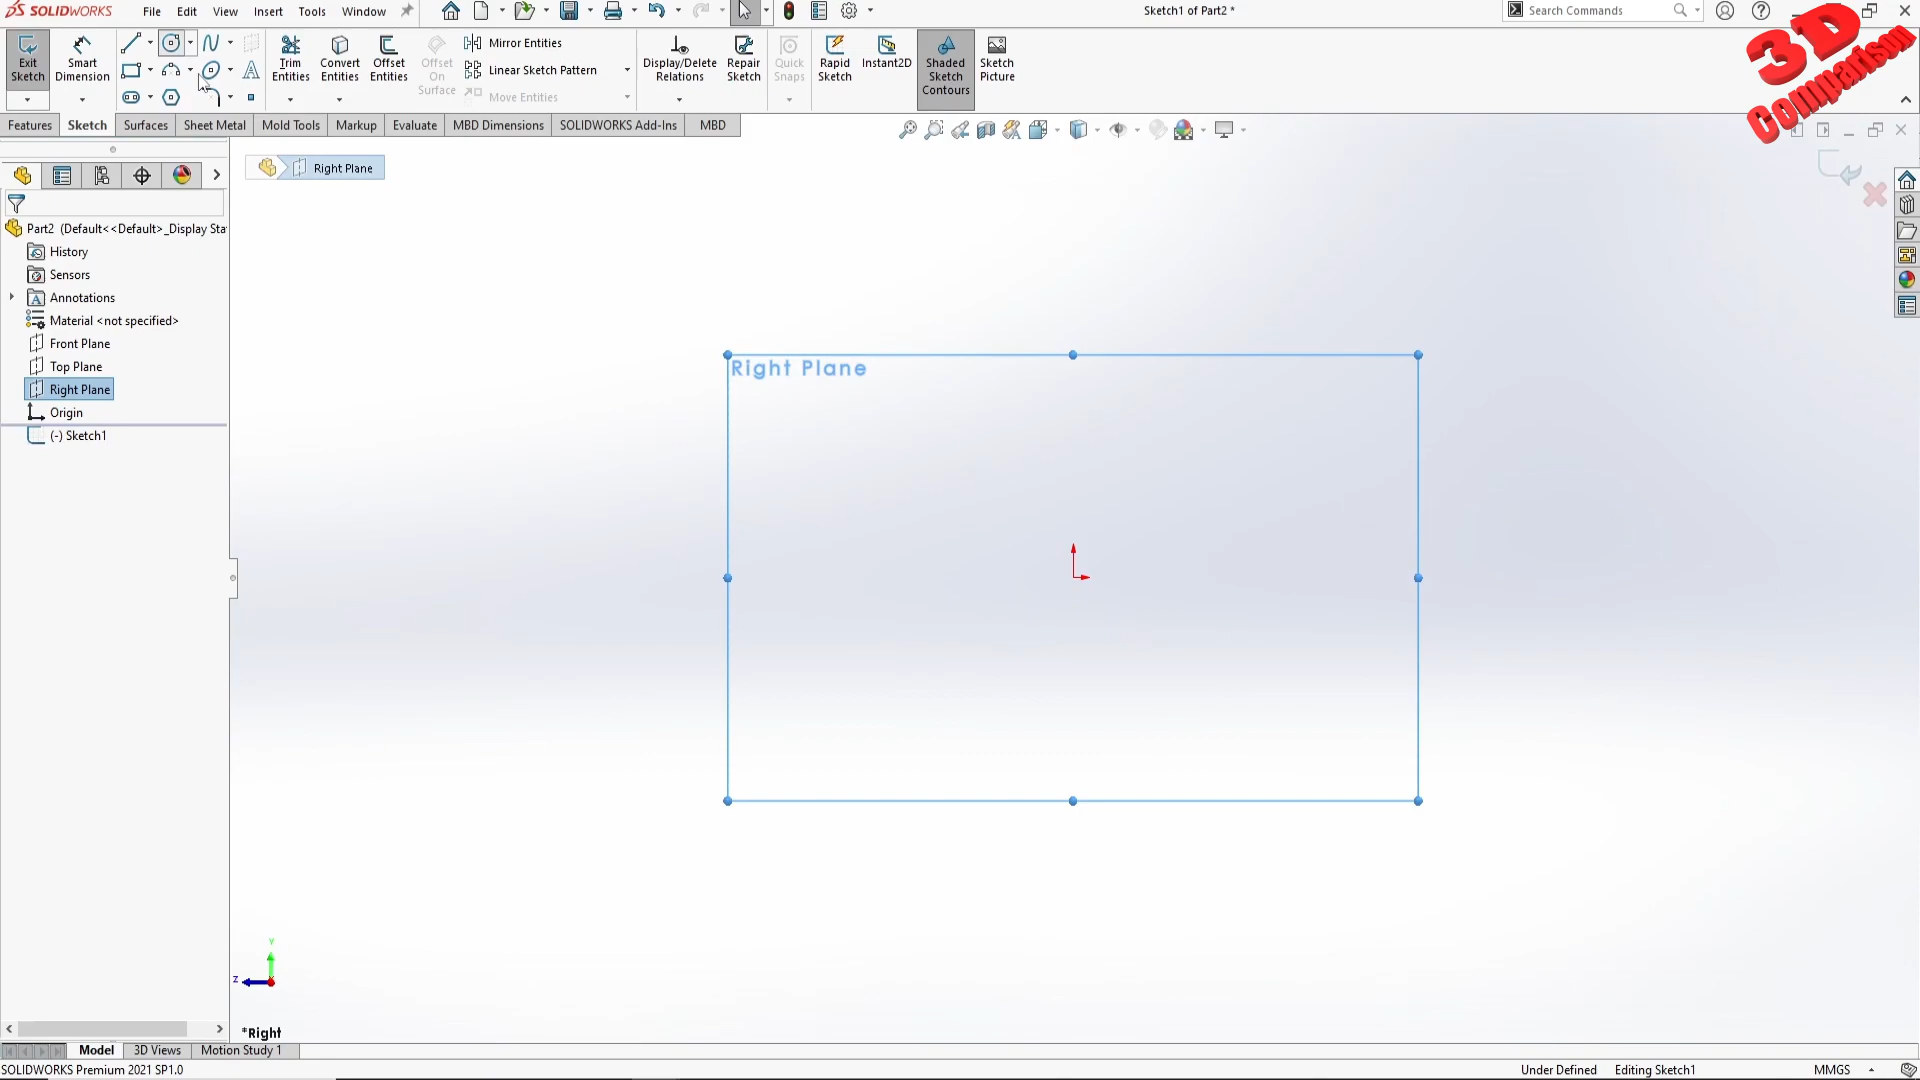 SOLIDWORKS File Edit View Insert Tools Window Sketch1 of Part2 * Search Commands
3D Comparison
Exit Sketch
Smart Dimension
Trim Entities
Convert Entities
Offset Entities
Offset On Surface
Mirror Entities
Linear Sketch Pattern
Move Entities
Display/Delete Relations
Repair Sketch
Quick Snaps
Rapid Sketch
Instant2D
Shaded Sketch Contours
Sketch Picture
Features Sketch Surfaces Sheet Metal Mold Tools Markup Evaluate MBD Dimensions SOLIDWORKS Add-Ins MBD
Right Plane
Part2 (Default<<Default>_Display Sta
History
Sensors
Annotations
Material <not specified>
Front Plane
Top Plane
Right Plane
Origin
(-) Sketch1
Right Plane
Y
Z
*Right
Model 3D Views Motion Study 1
SOLIDWORKS Premium 2021 SP1.0 Under Defined Editing Sketch1 MMGS